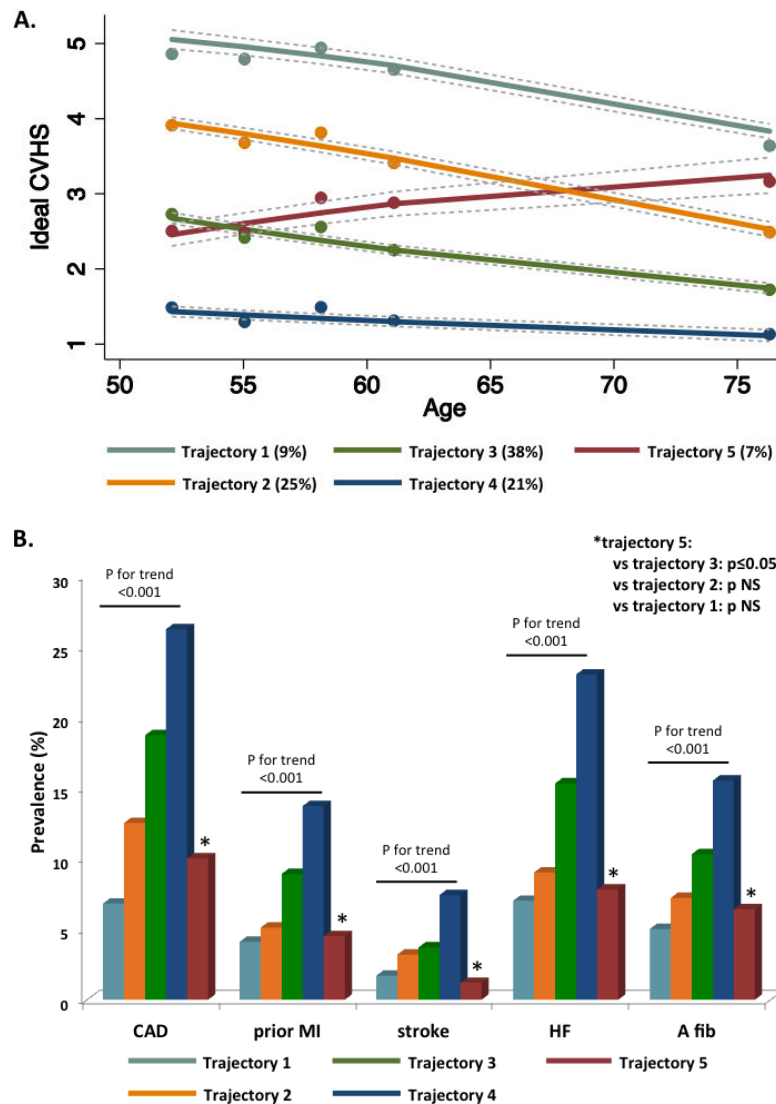 A.
Ideal CVHS
5
4
3
2
1
50 55 60 65 70 75
Age
Trajectory 1 (9%) Trajectory 3 (38%) Trajectory 5 (7%)
Trajectory 2 (25%) Trajectory 4 (21%)
B.
*trajectory 5:
vs trajectory 3: p≤0.05
vs trajectory 2: p NS
vs trajectory 1: p NS
Prevalence (%)
30
25
20
15
10
5
0
P for trend
<0.001
P for trend
<0.001
P for trend
<0.001
P for trend
<0.001
P for trend
<0.001
* * * * *
CAD prior MI stroke HF A fib
Trajectory 1 Trajectory 3 Trajectory 5
Trajectory 2 Trajectory 4